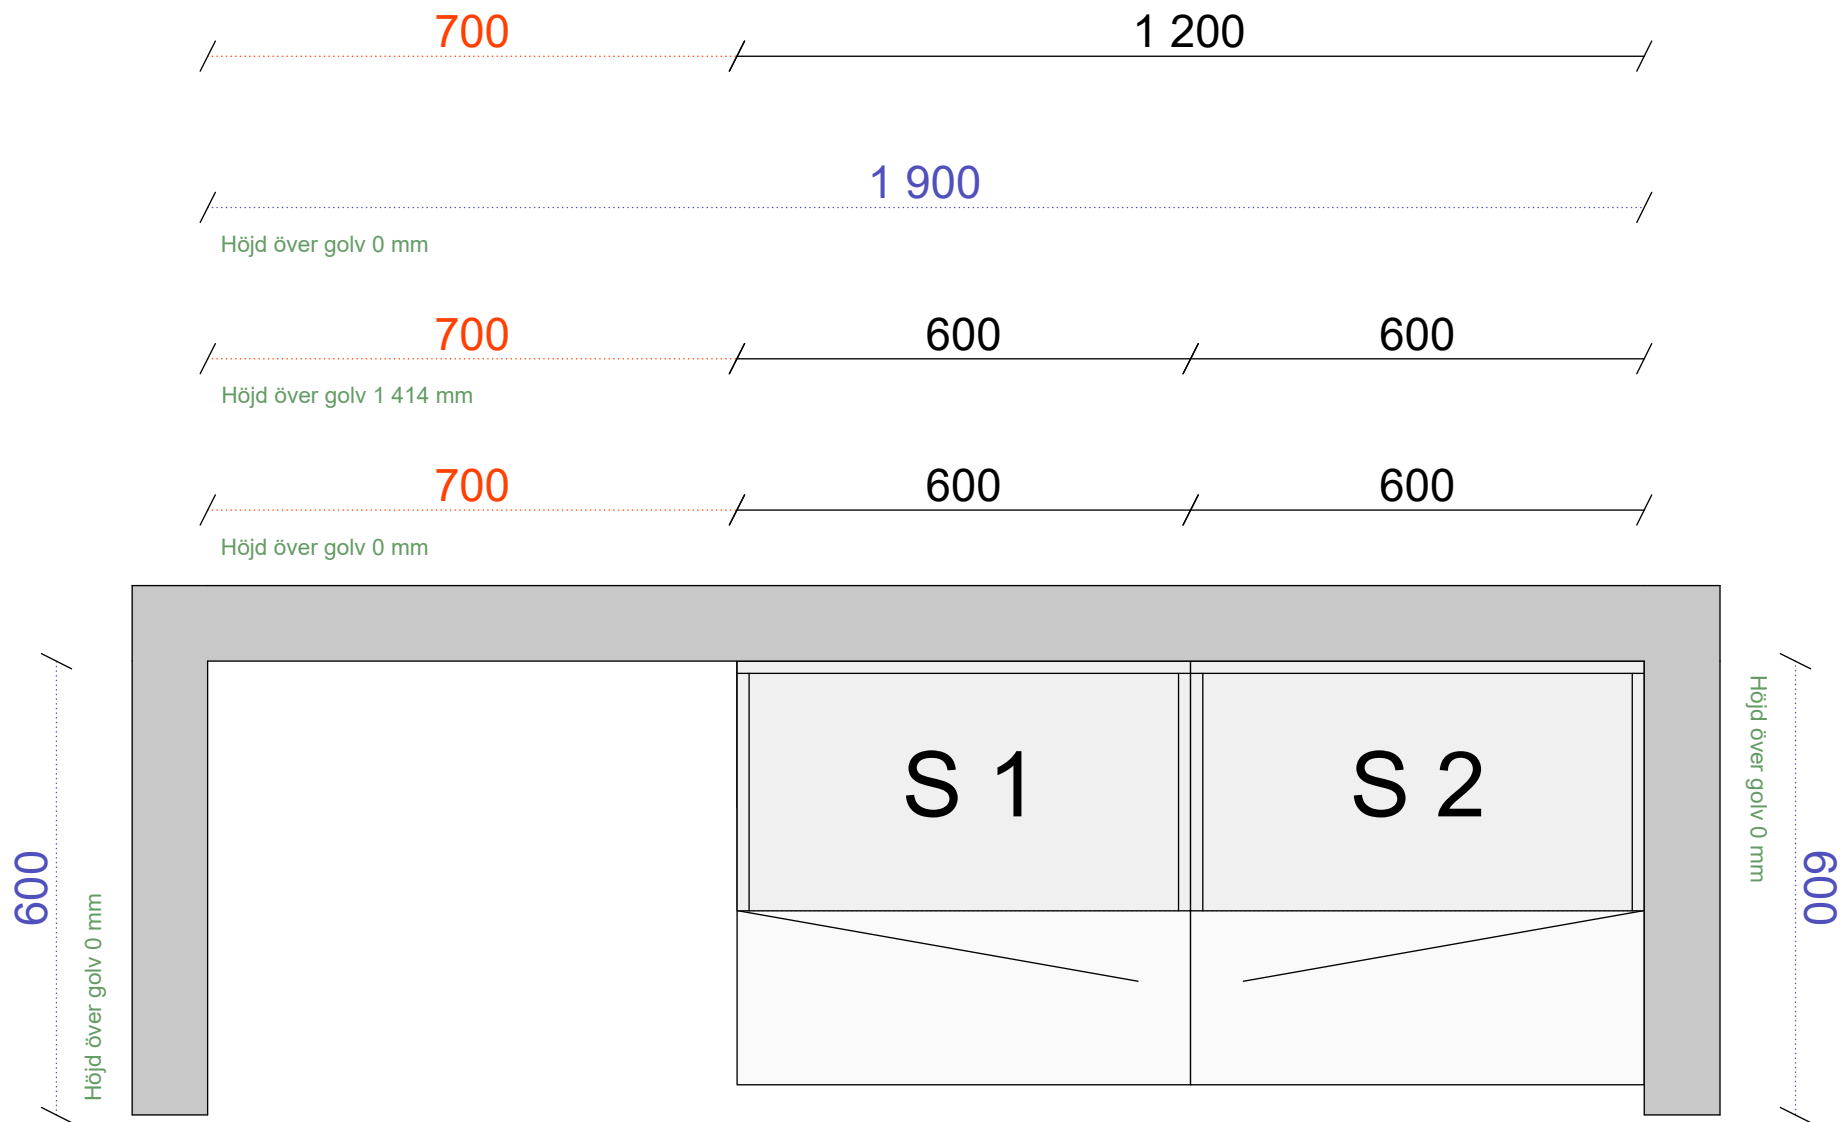 700 1 200
1 900
Höjd över golv 0 mm
700 600 600
Höjd över golv 1 414 mm
700 600 600
Höjd över golv 0 mm
S 1 S 2
600
Höjd över golv 0 mm
Höjd över golv 0 mm
600